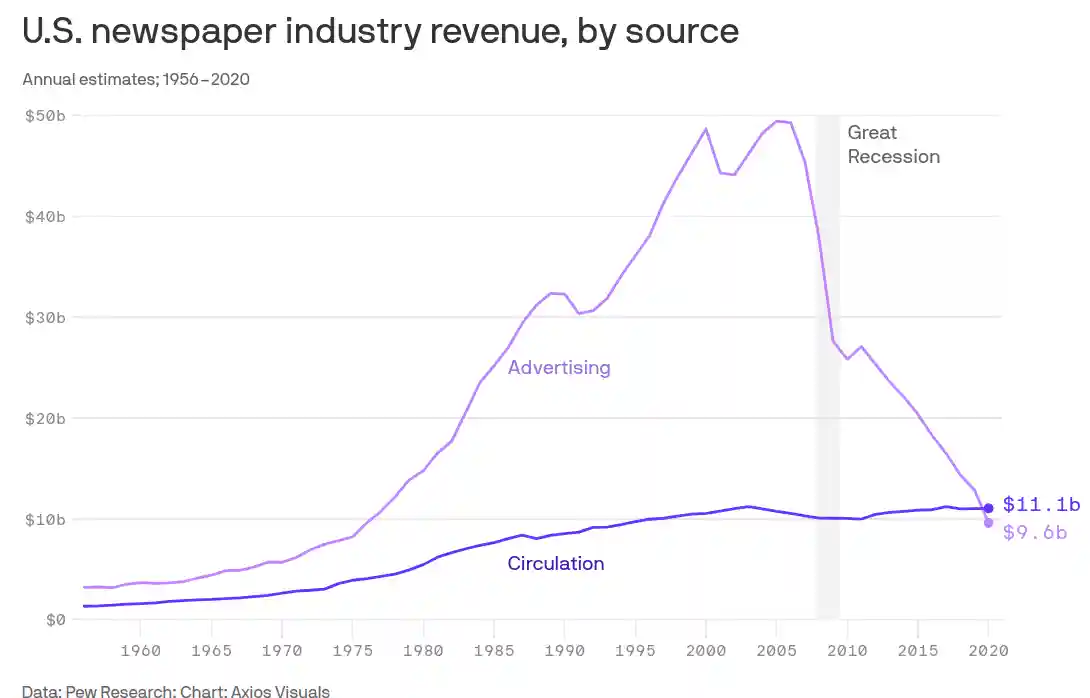 U.S. newspaper industry revenue, by source
Annual estimates; 1956–2020
$50b
Great
Recession
$40b
$30b
Advertising
$20b
$10b
$11.1b
$9.6b
Circulation
$0
1960 1965 1970 1975 1980 1985 1990 1995 2000 2005 2010 2015 2020
Data: Pew Research; Chart: Axios Visuals